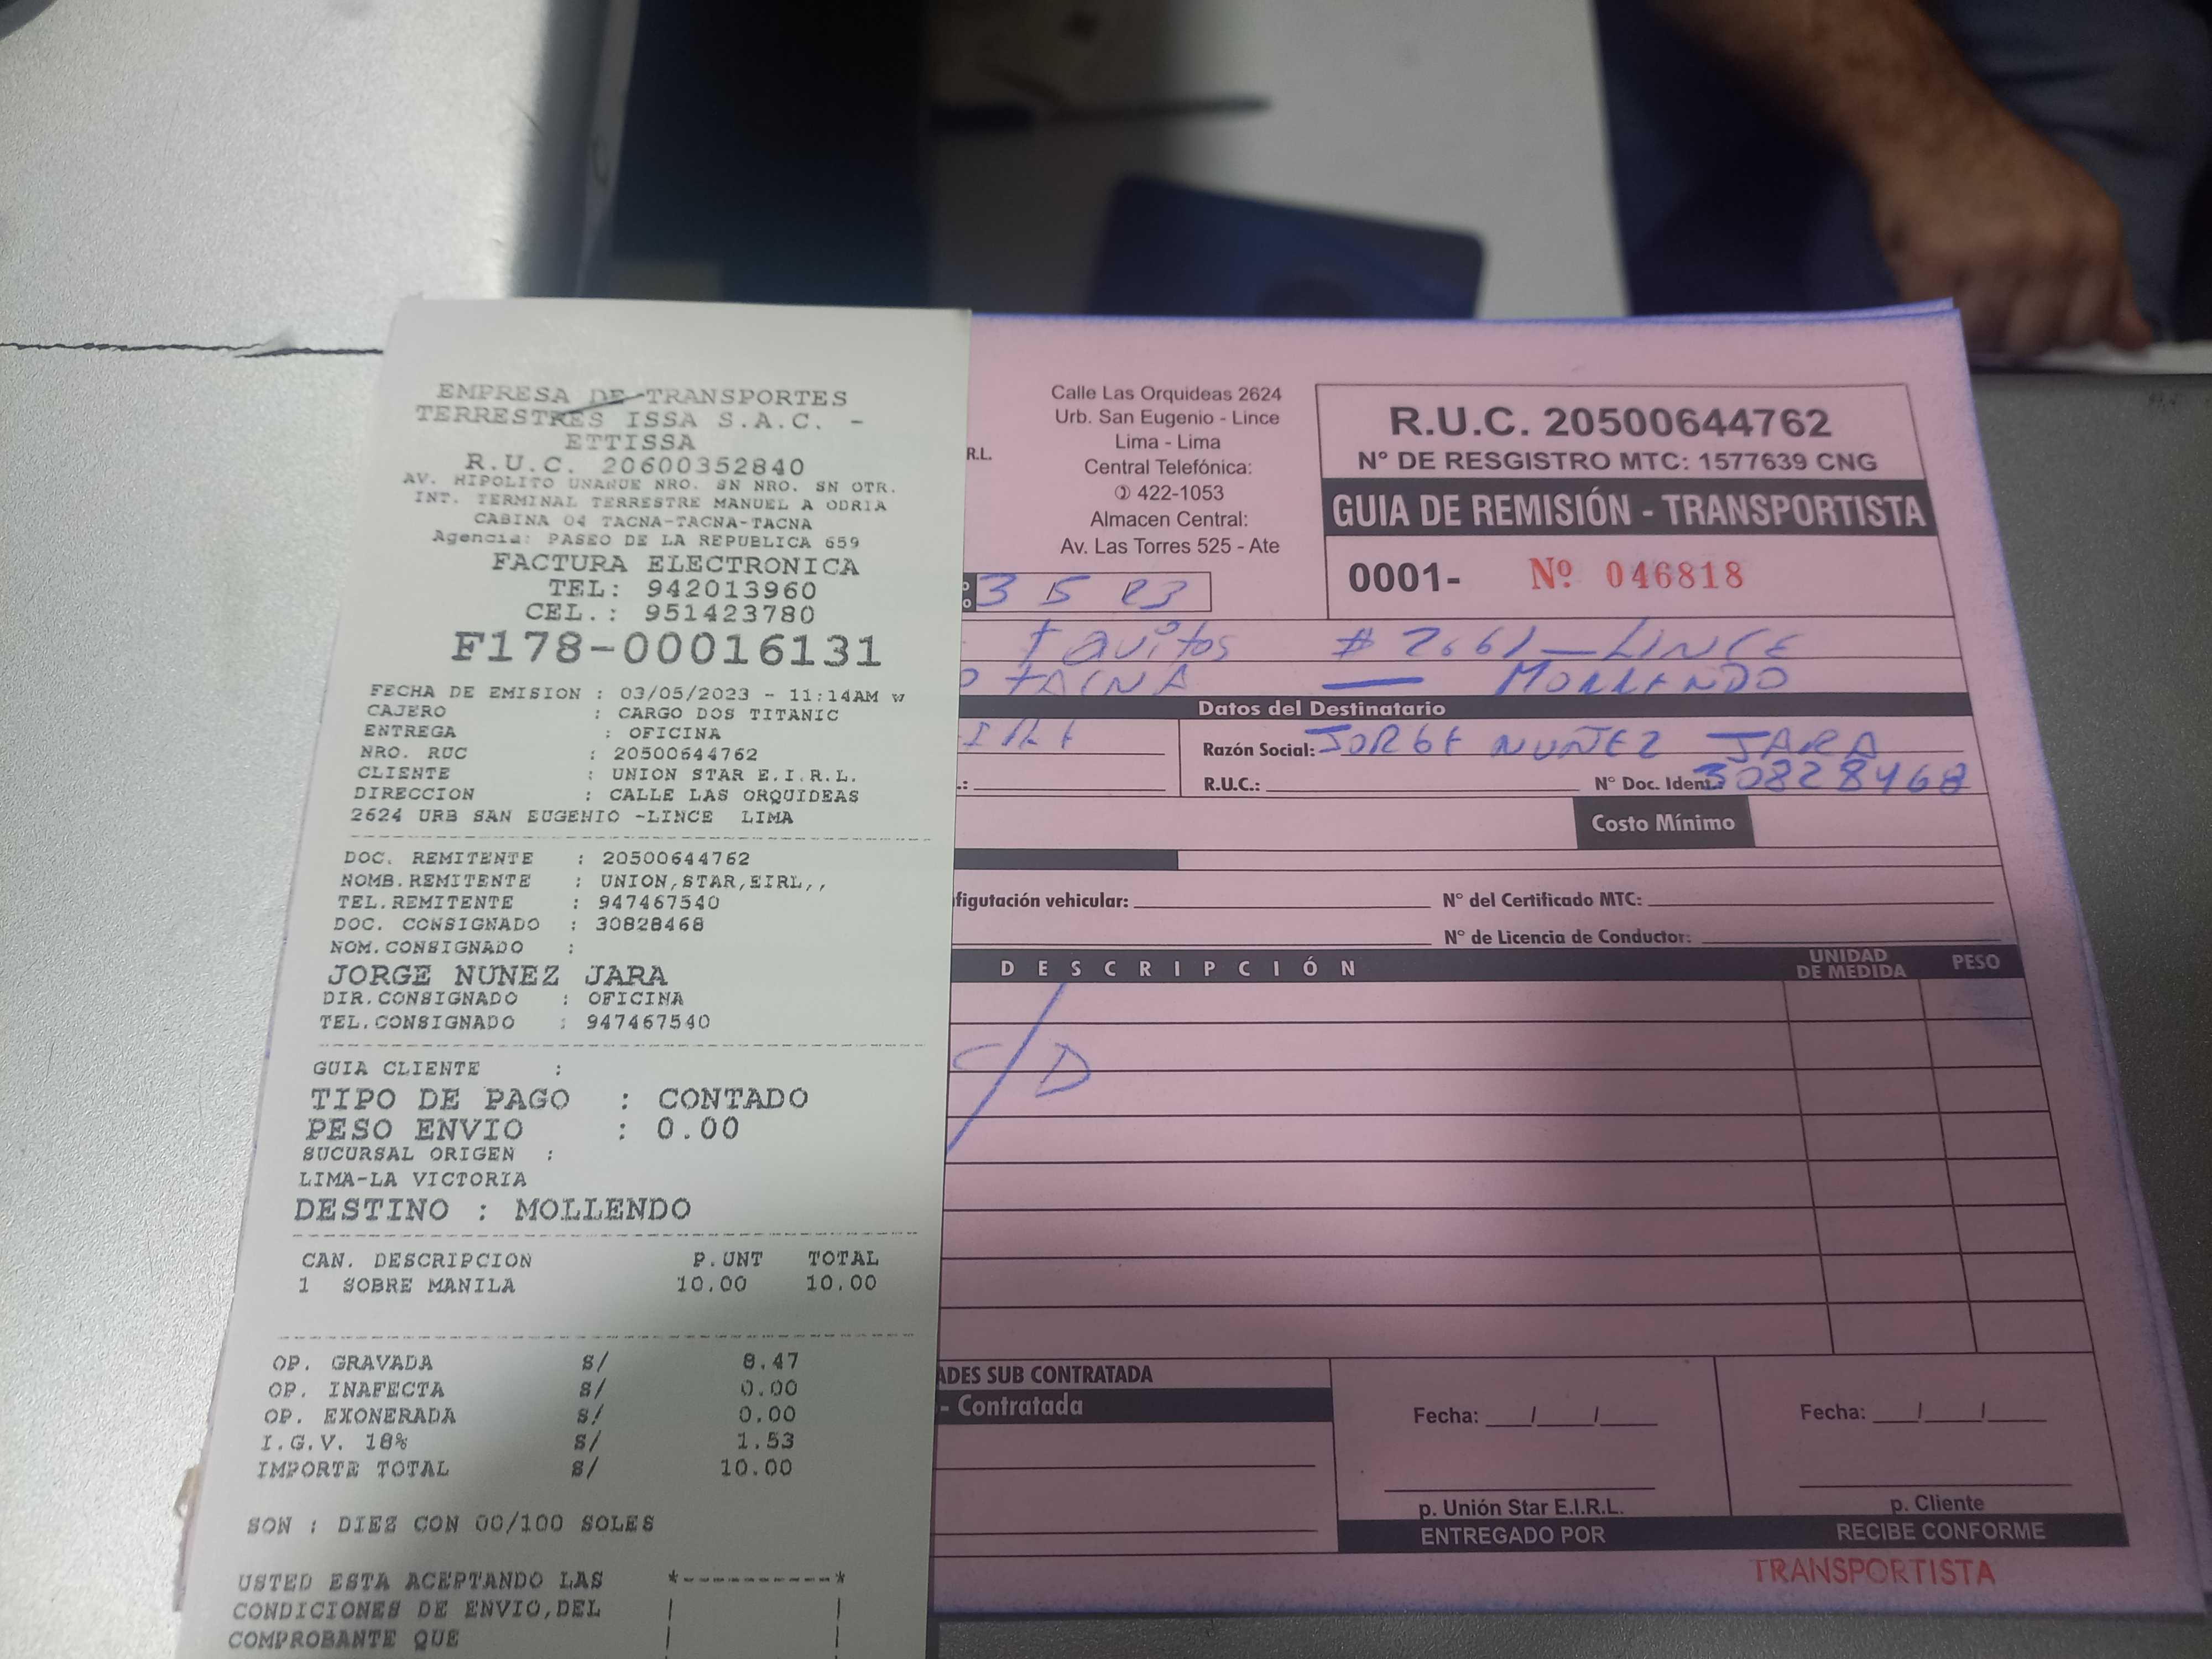 EMPRESA DE TRANSPORTES
TERRESTRES ISSA S.A.C. -
ETTISSA
R.U.C. 20600352840
AV. HIPOLITO UNANUE NRO. SN NRO. SN OTR.
INT. TERMINAL TERRESTRE MANUEL A ODRIA
CABINA 04 TACNA-TACNA-TACNA
Agencia: PASEO DE LA REPUBLICA 659
FACTURA ELECTRONICA
TEL: 942013960
CEL.: 951423780
F178-00016131
FECHA DE EMISION : 03/05/2023 - 11:14AM w
CAJERO : CARGO DOS TITANIC
ENTREGA : OFICINA
NRO. RUC : 20500644762
CLIENTE : UNION STAR E.I.R.L.
DIRECCION : CALLE LAS ORQUIDEAS
2624 URB SAN EUGENIO -LINCE LIMA
DOC. REMITENTE : 20500644762
NOMB.REMITENTE : UNION,STAR,EIRL,,
TEL.REMITENTE : 947467540
DOC. CONSIGNADO : 30828468
NOM.CONSIGNADO :
JORGE NUNEZ JARA
DIR.CONSIGNADO : OFICINA
TEL.CONSIGNADO : 947467540
GUIA CLIENTE :
TIPO DE PAGO : CONTADO
PESO ENVIO : 0.00
SUCURSAL ORIGEN :
LIMA-LA VICTORIA
DESTINO : MOLLENDO
CAN. DESCRIPCION P.UNT TOTAL
1 SOBRE MANILA 10.00 10.00
OP. GRAVADA S/ 8.47
OP. INAFECTA S/ 0.00
OP. EXONERADA S/ 0.00
I.G.V. 18% S/ 1.53
IMPORTE TOTAL S/ 10.00
SON : DIEZ CON 00/100 SOLES
USTED ESTA ACEPTANDO LAS
CONDICIONES DE ENVIO,DEL
COMPROBANTE QUE
R.L.
Calle Las Orquideas 2624
Urb. San Eugenio - Lince
Lima - Lima
Central Telefónica:
422-1053
Almacen Central:
Av. Las Torres 525 - Ate
R.U.C. 20500644762
N° DE RESGISTRO MTC: 1577639 CNG
GUIA DE REMISIÓN - TRANSPORTISTA
0001- Nº 046818
3 5 23
# 2661 - LINCE
TACNA — MOLLENDO
Datos del Destinatario
EIRL
Razón Social: JORGE NUÑEZ JARA
R.U.C.: N° Doc. Ident.: 30828468
Costo Mínimo
figutación vehicular: N° del Certificado MTC:
N° de Licencia de Conductor:
DESCRIPCIÓN UNIDAD DE MEDIDA PESO
C/D
ADES SUB CONTRATADA
- Contratada
Fecha: __/__/__
p. Unión Star E.I.R.L.
ENTREGADO POR
Fecha: __/__/__
p. Cliente
RECIBE CONFORME
TRANSPORTISTA